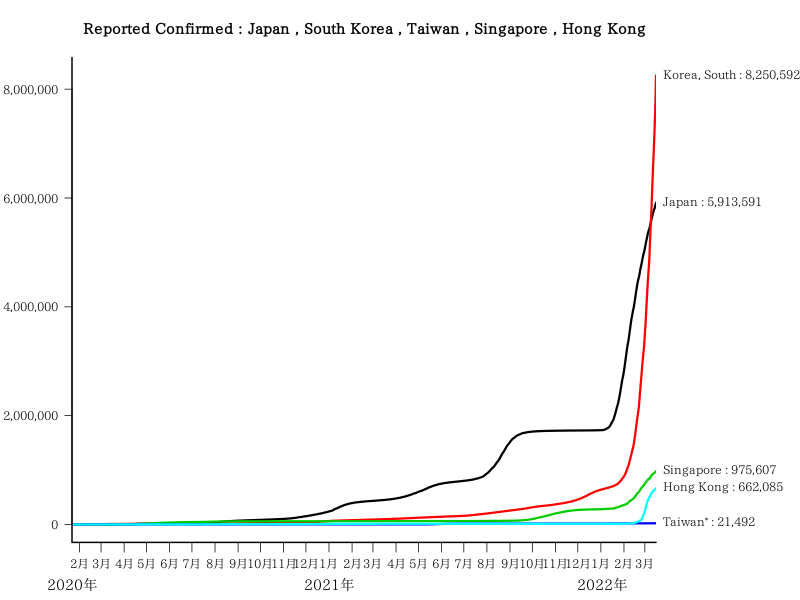 Reported Confirmed : Japan , South Korea , Taiwan , Singapore , Hong Kong
Korea, South : 8,250,592
8,000,000
6,000,000
Japan : 5,913,591
4,000,000
2,000,000
Singapore : 975,607
Hong Kong : 662,085
Taiwan* : 21,492
0
2月 3月 4月 5月 6月 7月 8月 9月10月11月12月1月 2月 3月 4月 5月 6月 7月 8月 9月10月11月12月1月 2月 3月
2020年 2021年 2022年